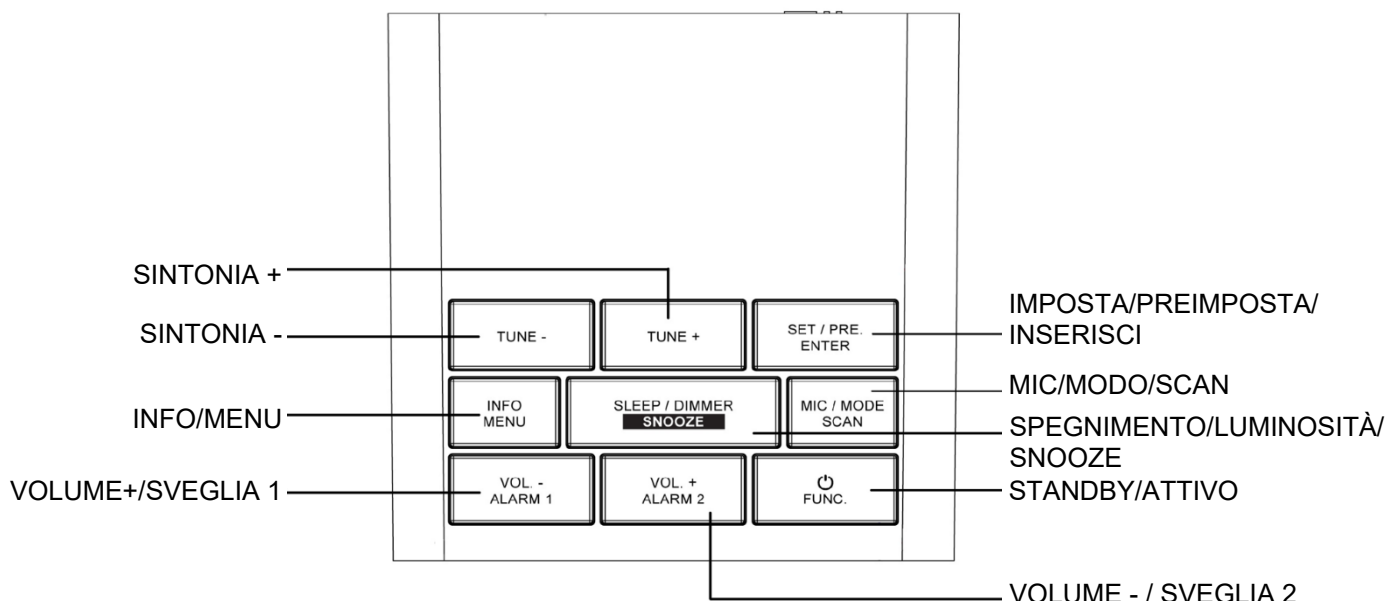 SINTONIA +
SINTONIA -
INFO/MENU
VOLUME+/SVEGLIA 1
TUNE -
TUNE +
SET / PRE.
ENTER
INFO
MENU
SLEEP / DIMMER
SNOOZE
MIC / MODE
SCAN
VOL. -
ALARM 1
VOL. +
ALARM 2
FUNC.
IMPOSTA/PREIMPOSTA/
INSERISCI
MIC/MODO/SCAN
SPEGNIMENTO/LUMINOSITÀ/
SNOOZE
STANDBY/ATTIVO
VOLUME - / SVEGLIA 2